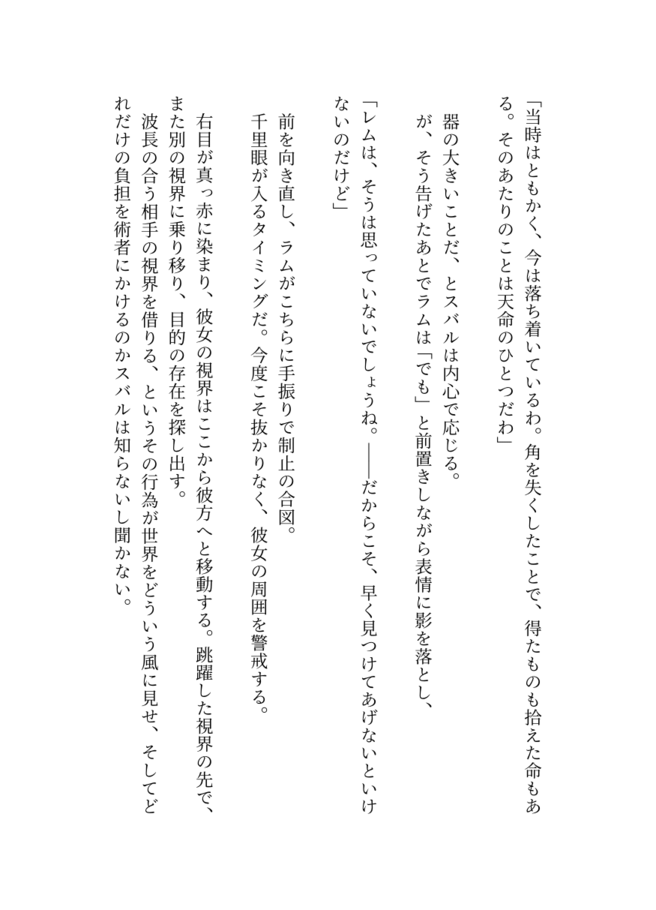 「当時はともかく、今は落ち着いているわ。角を失くしたことで、得たものも拾えた命もあ
る。そのあたりのことは天命のひとつだわ」
器の大きいことだ、とスバルは内心で応じる。
が、そう告げたあとでラムは「でも」と前置きしながら表情に影を落とし、
「レムは、そうは思っていないでしょうね。――だからこそ、早く見つけてあげないといけ
ないのだけど」
前を向き直し、ラムがこちらに手振りで制止の合図。
千里眼が入るタイミングだ。今度こそ抜かりなく、彼女の周囲を警戒する。
右目が真っ赤に染まり、彼女の視界はここから彼方へと移動する。跳躍した視界の先で、
また別の視界に乗り移り、目的の存在を探し出す。
波長の合う相手の視界を借りる、というその行為が世界をどういう風に見せ、そしてど
れだけの負担を術者にかけるのかスバルは知らないし聞かない。